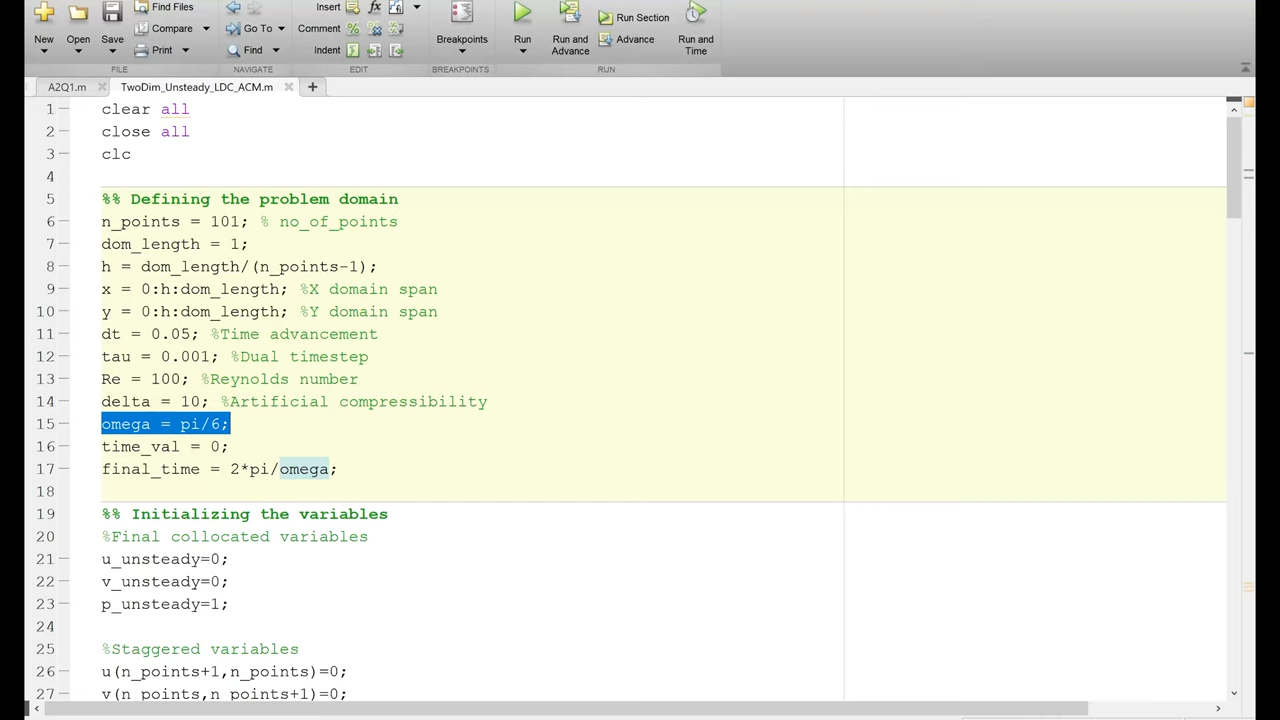 Find Files
Insert
fx
New
Open
Save
Compare
Print
Go To
Find
Comment
Indent
Breakpoints
Run
Run and Advance
Run Section
Advance
Run and Time
FILE
NAVIGATE
EDIT
BREAKPOINTS
RUN
A2Q1.m
TwoDim_Unsteady_LDC_ACM.m
1 clear all
2 close all
3 clc
4
5 %% Defining the problem domain
6 n_points = 101; % no_of_points
7 dom_length = 1;
8 h = dom_length/(n_points-1);
9 x = 0:h:dom_length; %X domain span
10 y = 0:h:dom_length; %Y domain span
11 dt = 0.05; %Time advancement
12 tau = 0.001; %Dual timestep
13 Re = 100; %Reynolds number
14 delta = 10; %Artificial compressibility
15 omega = pi/6;
16 time_val = 0;
17 final_time = 2*pi/omega;
18
19 %% Initializing the variables
20 %Final collocated variables
21 u_unsteady=0;
22 v_unsteady=0;
23 p_unsteady=1;
24
25 %Staggered variables
26 u(n_points+1,n_points)=0;
27 v(n_points,n_points+1)=0;